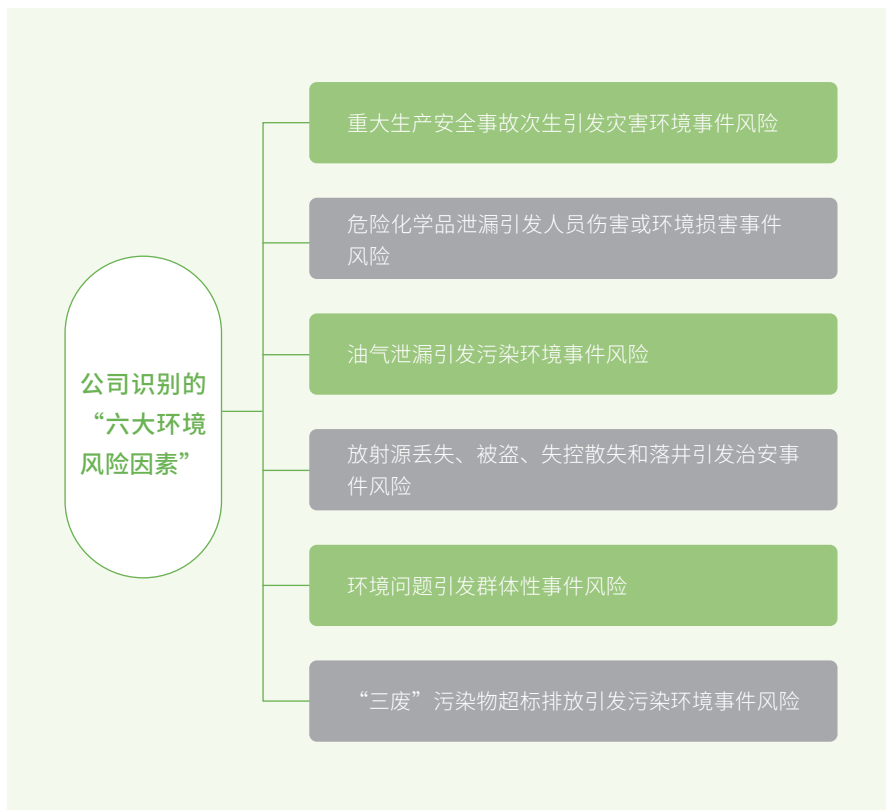 公司识别的
“六大环境
风险因素”
重大生产安全事故次生引发灾害环境事件风险
危险化学品泄漏引发人员伤害或环境损害事件
风险
油气泄漏引发污染环境事件风险
放射源丢失、被盗、失控散失和落井引发治安事
件风险
环境问题引发群体性事件风险
“三废”污染物超标排放引发污染环境事件风险